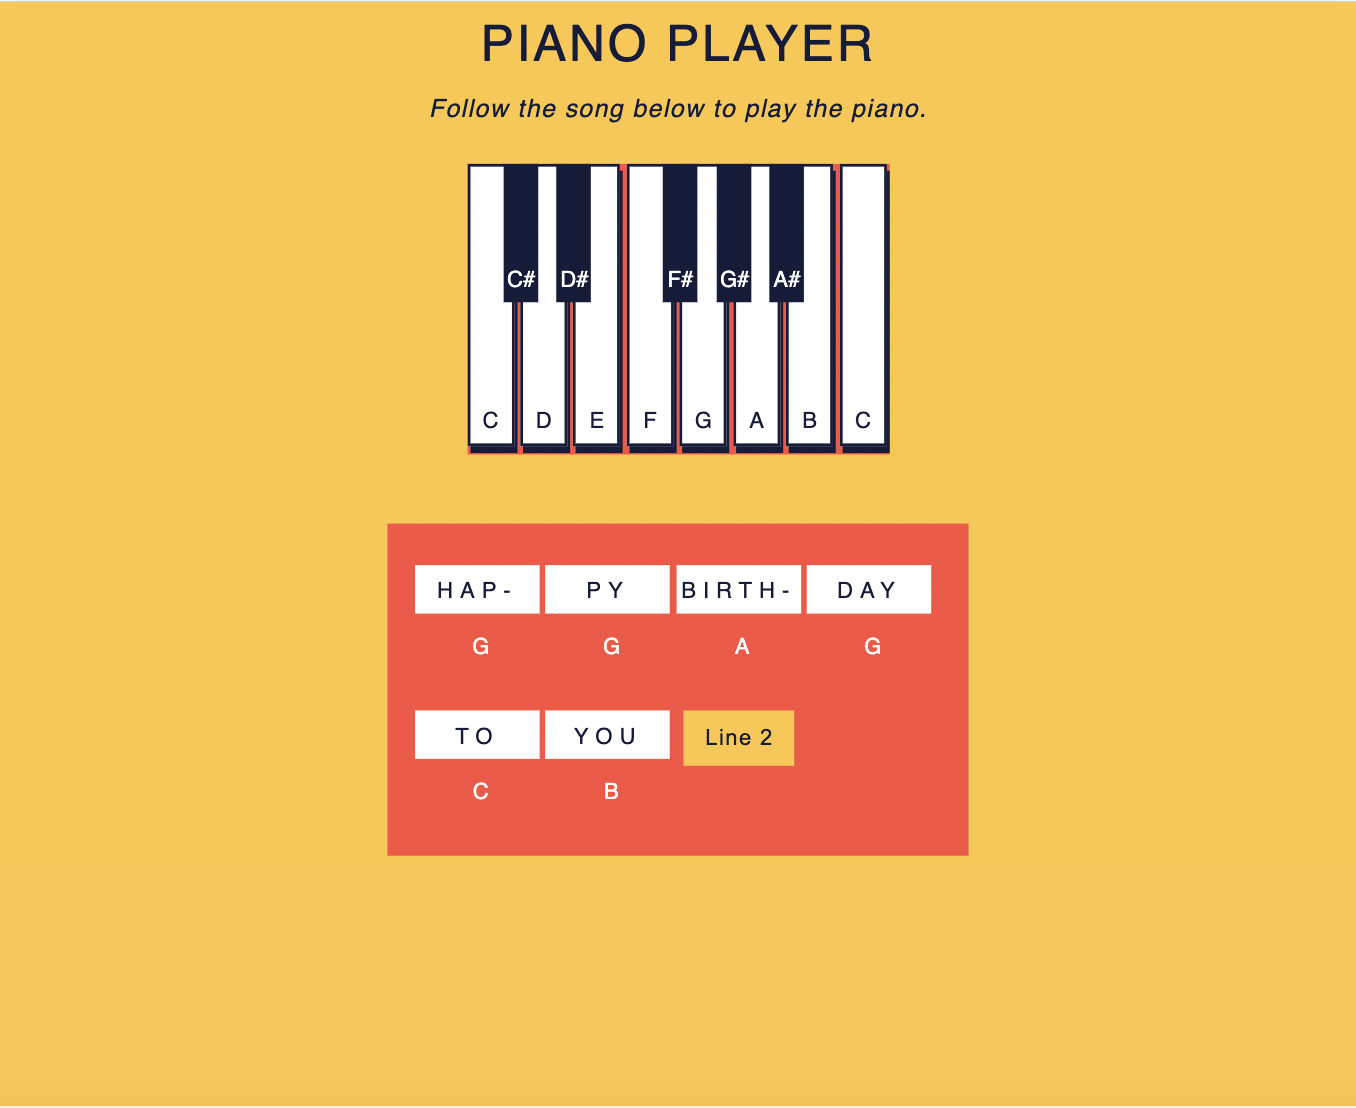 PIANO PLAYER
Follow the song below to play the piano.
C# D# F# G# A#
C D E F G A B C
HAP- PY BIRTH- DAY
G G A G
TO YOU Line 2
C B